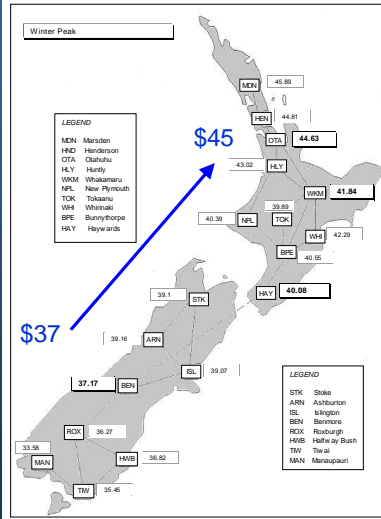 Winter Peak
MDN
45.89
HEN
44.81
$45
OTA
44.63
43.02
HLY
WKM
41.84
39.89
40.39
NPL
TOK
WHI
42.29
BPE
40.55
HAY
40.08
LEGEND
MDN Marsden
HND Henderson
OTA Otahuhu
HLY Huntly
WKM Whakamaru
NPL New Plymouth
TOK Tokaanu
WHI Whirinaki
BPE Bunnythorpe
HAY Haywards
39.1
STK
$37
39.16
ARN
37.17
BEN
ISL
39.07
ROX
36.27
33.58
MAN
HWB
36.82
TIW
35.45
LEGEND
STK Stoke
ARN Ashburton
ISL Islington
BEN Benmore
ROX Roxburgh
HWB Halfway Bush
TIW Tiwai
MAN Manaupauri